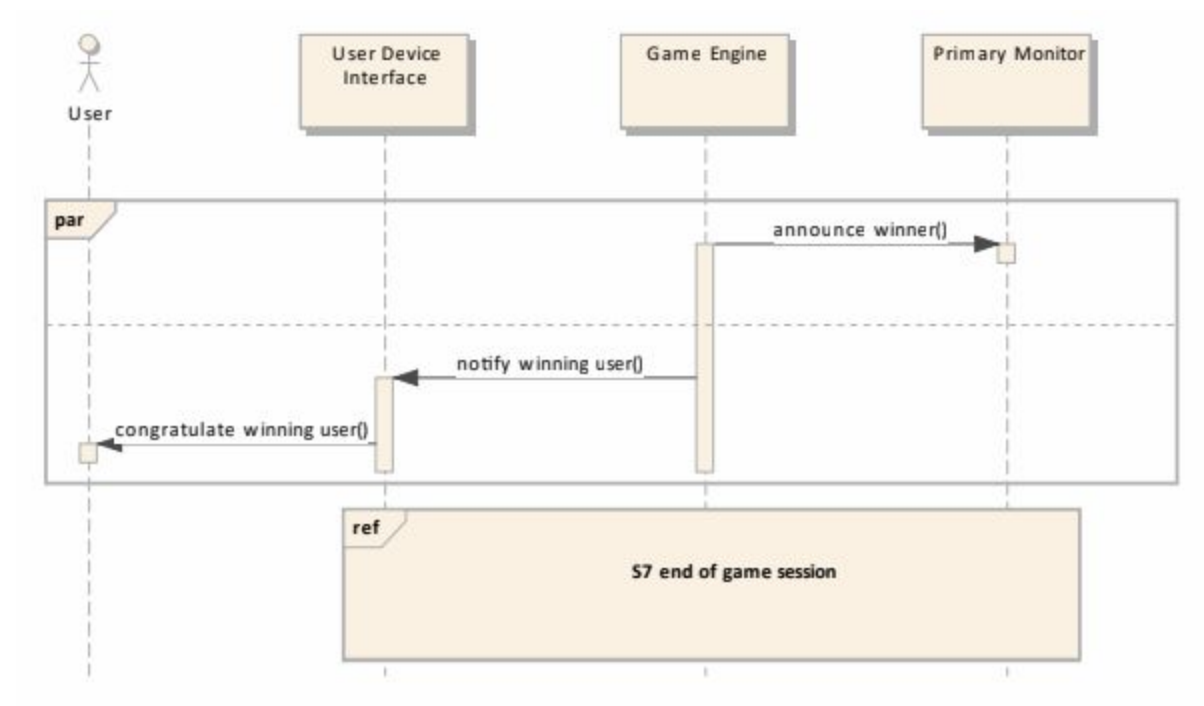 User Device
Interface
Game Engine
Primary Monitor
User
par
announce winner()
notify winning user()
congratulate winning user()
ref
S7 end of game session